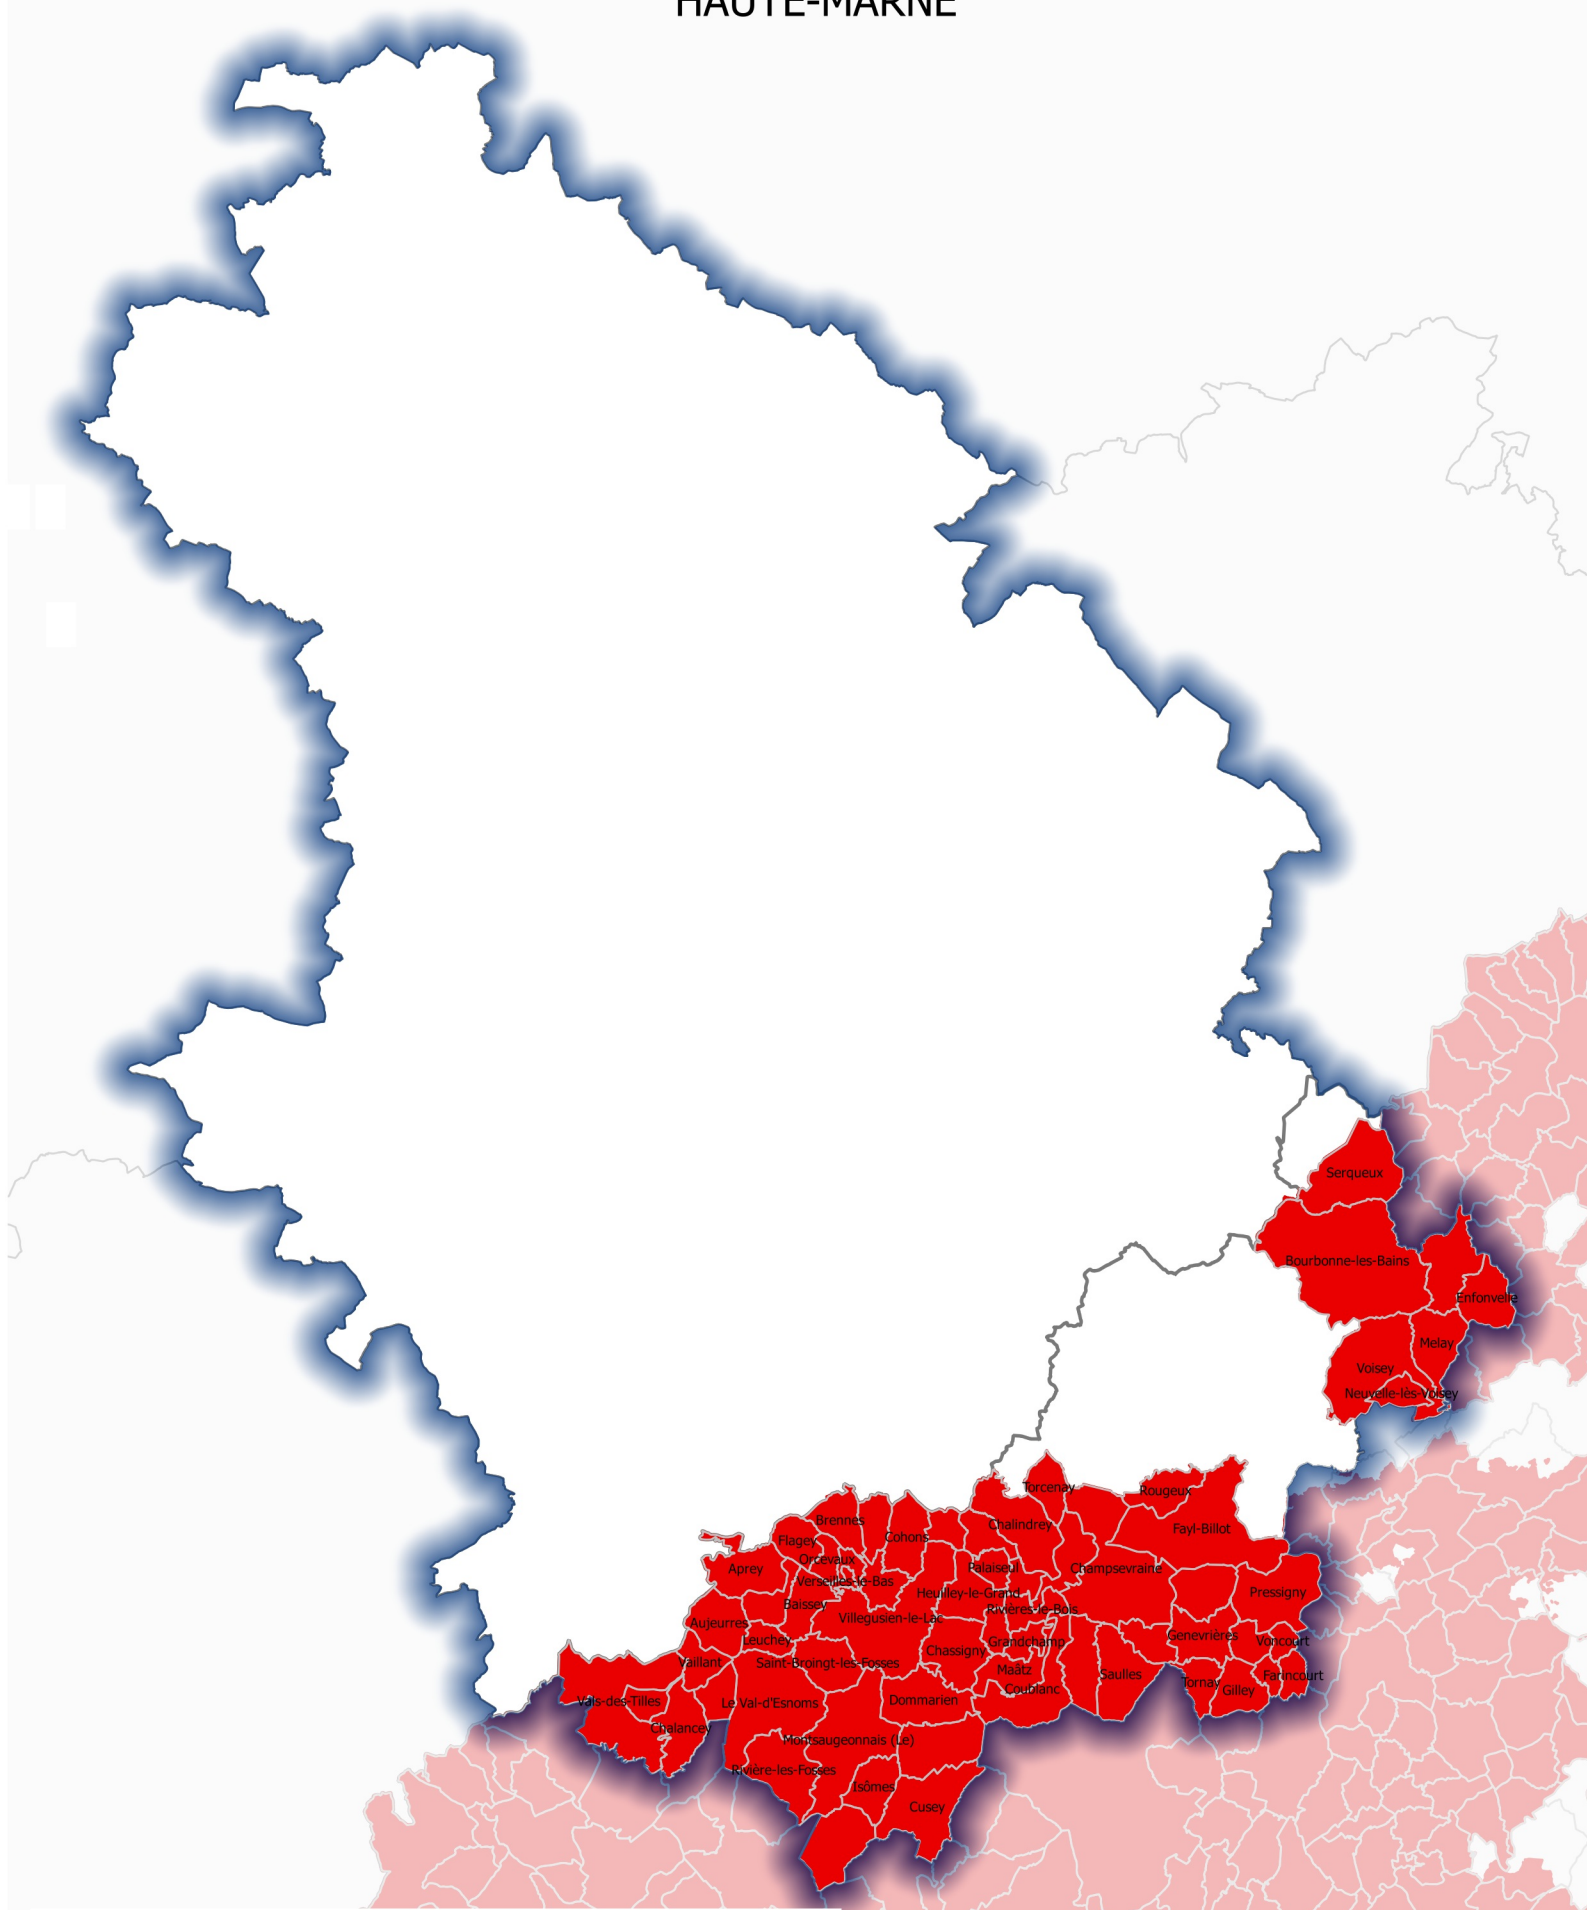 HAUTE-MARNE
Serqueux
Bourbonne-les-Bains
Enfonvelle
Melay
Voisey
Neuvelle-lès-Voisey
Torcenay
Rougeux
Brennes
Chalindrey
Fayl-Billot
Cohons
Flagey
Orcevaux
Aprey
Palaiseul
Champsevraine
Verseilles-le-Bas
Heuilley-le-Grand
Pressigny
Baissey
Rivières-le-Bois
Villegusien-le-Lac
Aujeurres
Genevrières
Leuchey
Grandchamp
Voncourt
Chassigny
Vaillant
Saint-Broingt-les-Fosses
Maâtz
Saulles
Farincourt
Tornay
Coublanc
Gilley
Vals-des-Tilles
Le Val-d'Esnoms
Dommarien
Chalancey
Montsaugeonnais (Le)
Rivière-les-Fosses
Isômes
Cusey